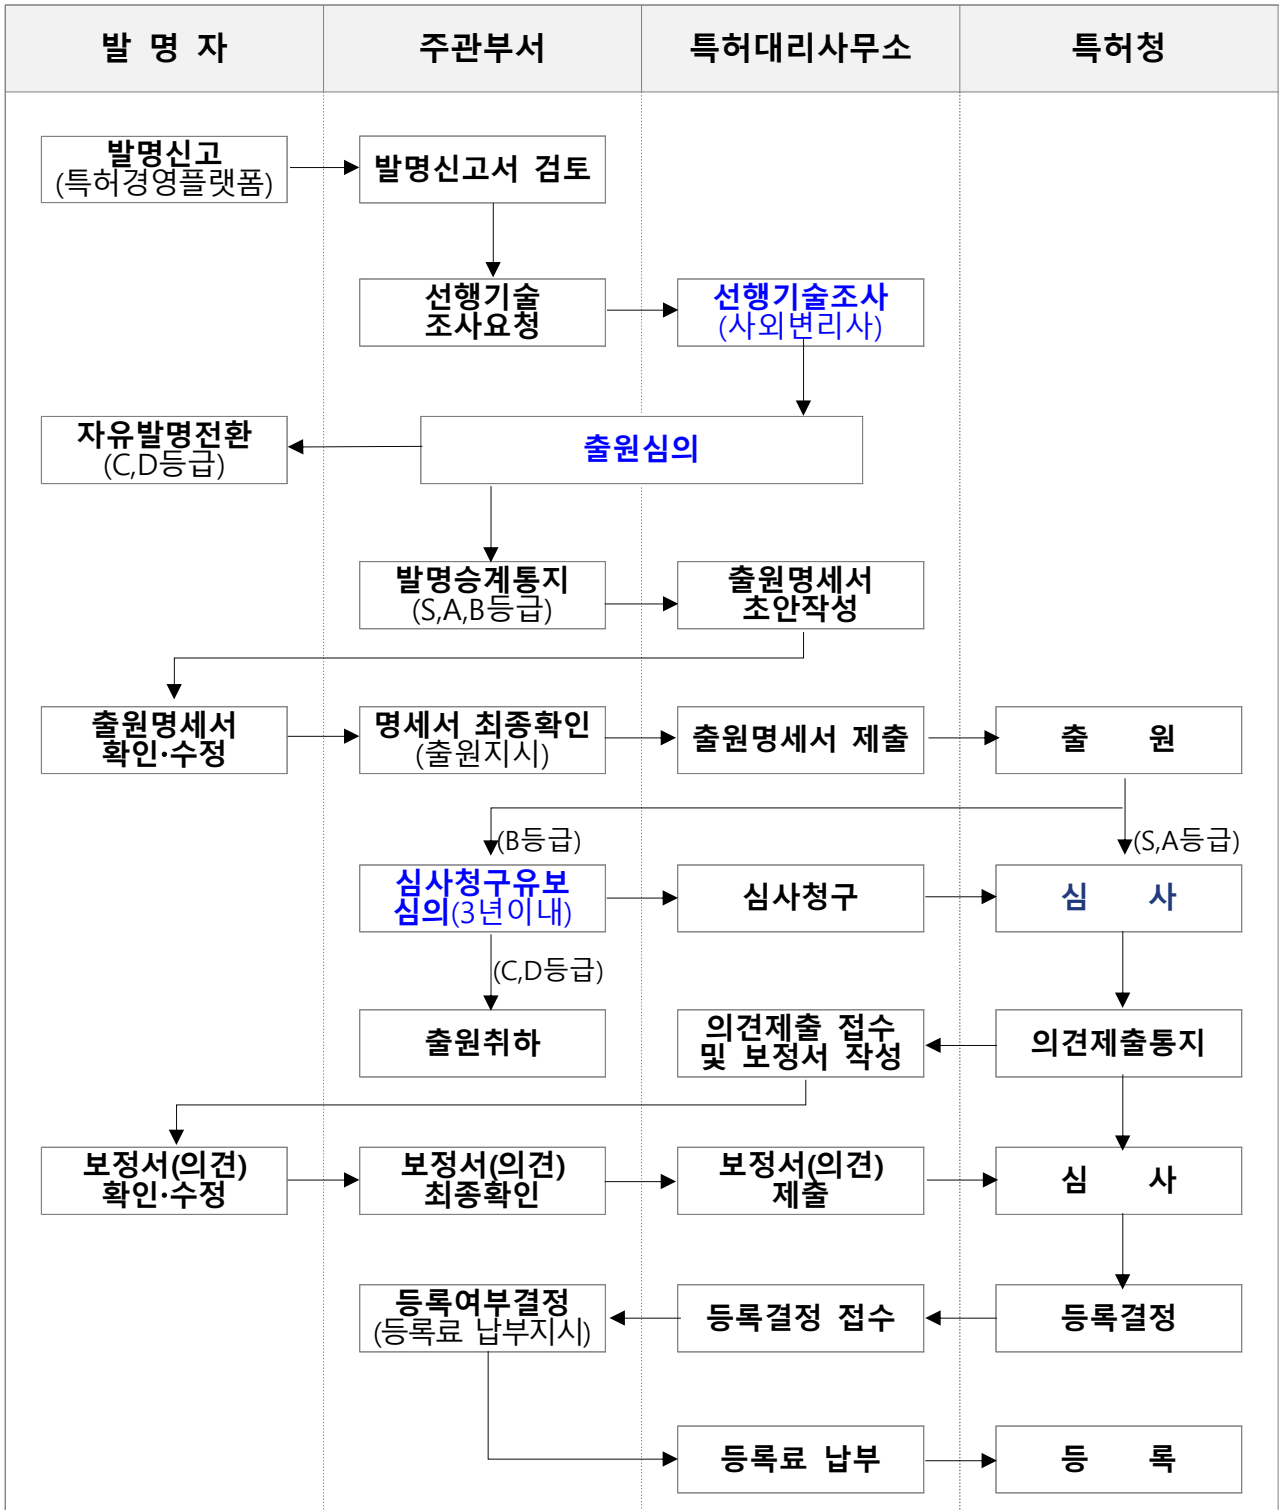 발 명 자
주관부서
특허대리사무소
특허청
발명신고
(특허경영플랫폼)
발명신고서 검토
선행기술
조사요청
선행기술조사
(사외변리사)
자유발명전환
(C,D등급)
출원심의
발명승계통지
(S,A,B등급)
출원명세서
초안작성
출원명세서
확인·수정
명세서 최종확인
(출원지시)
출원명세서 제출
출 원
(B등급)
(S,A등급)
심사청구유보
심의(3년이내)
심사청구
심 사
(C,D등급)
출원취하
의견제출 접수
및 보정서 작성
의견제출통지
보정서(의견)
확인·수정
보정서(의견)
최종확인
보정서(의견)
제출
심 사
등록여부결정
(등록료 납부지시)
등록결정 접수
등록결정
등록료 납부
등 록